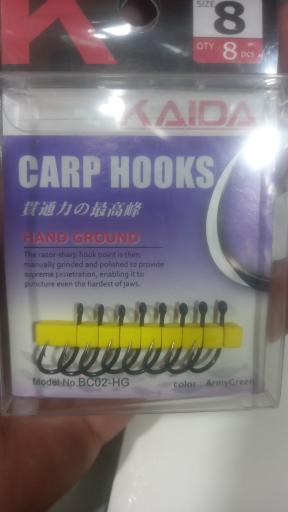 K
SIZE
8
QTY 8 pcs
KAIDA
CARP HOOKS
貫通力の最高峰
HAND GROUND
The razor-sharp hook point is then
manually grinded and polished to provide
supreme penetration, enabling it to
puncture even the hardest of jaws.
Model No.BC02-HG
color : ArmyGreen